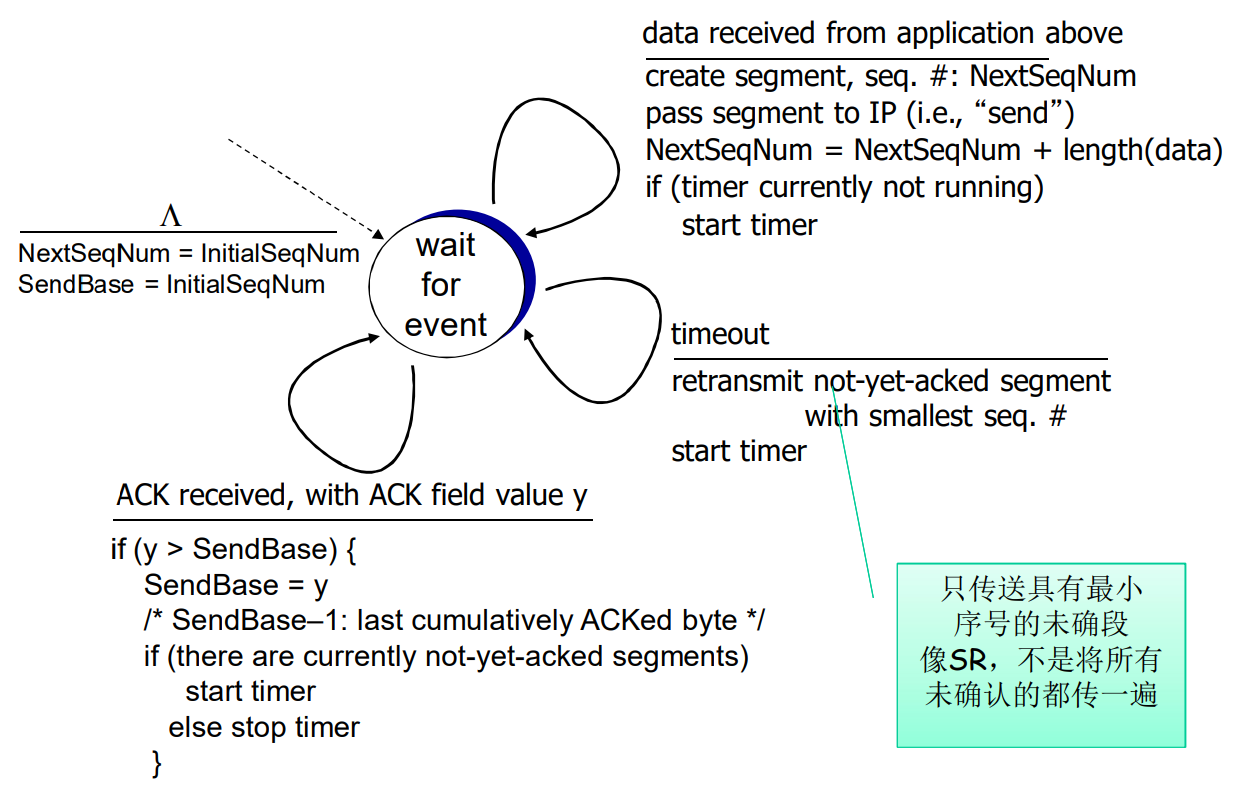 data received from application above
create segment, seq. #: NextSeqNum
pass segment to IP (i.e., “send”)
NextSeqNum = NextSeqNum + length(data)
if (timer currently not running)
start timer
Λ
NextSeqNum = InitialSeqNum
SendBase = InitialSeqNum
wait
for
event
timeout
retransmit not-yet-acked segment
with smallest seq. #
start timer
ACK received, with ACK field value y
if (y > SendBase) {
SendBase = y
/* SendBase–1: last cumulatively ACKed byte */
if (there are currently not-yet-acked segments)
start timer
else stop timer
}
只传送具有最小
序号的未确段
像SR，不是将所有
未确认的都传一遍